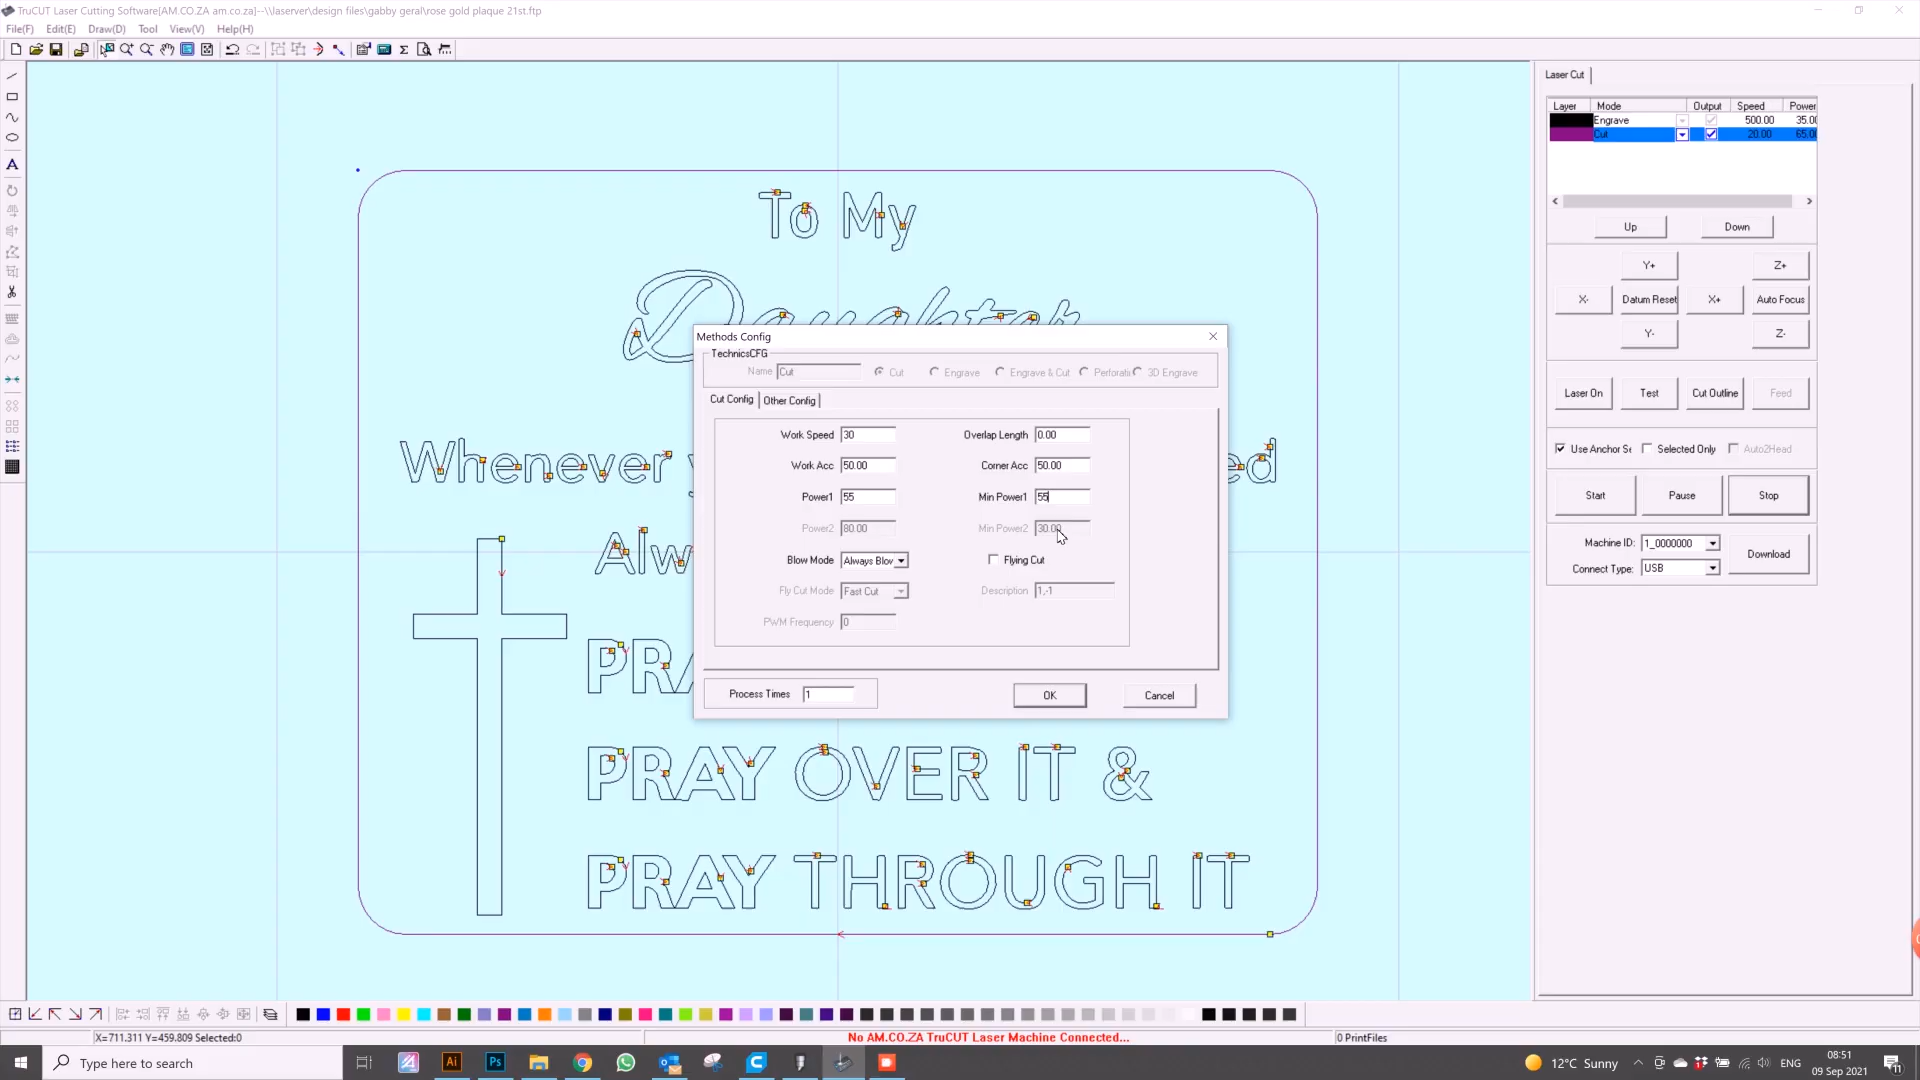 TruCUT Laser Cutting Software[AM.CO.ZA am.co.za]--\\laserver\design files\gabby geral\rose gold plaque 21st.ftp
File(F) Edit(E) Draw(D) Tool View(V) Help(H)
Laser Cut
Layer Mode Output Speed Power
Engrave 500.00 35.00
Cut 20.00 65.00
Up Down
Y+ Z+
X- Datum Reset X+ Auto Focus
Y- Z-
Laser On Test Cut Outline Feed
Use Anchor Se Selected Only Auto2Head
Start Pause Stop
Machine ID: 1_0000000
Connect Type: USB
Download
To My
Daughter
Whenever
ed
Alw
PRA
PRAY OVER IT &
PRAY THROUGH IT
Methods Config
TechnicsCFG
Name Cut Cut Engrave Engrave & Cut Perforati 3D Engrave
Cut Config Other Config
Work Speed 30 Overlap Length 0.00
Work Acc 50.00 Corner Acc 50.00
Power1 55 Min Power1 55
Power2 80.00 Min Power2 30.00
Blow Mode Always Blow Flying Cut
Fly Cut Mode Fast Cut Description 1,-1
PWM Frequency 0
Process Times 1 OK Cancel
X=711.311 Y=459.809 Selected:0 No AM.CO.ZA TruCUT Laser Machine Connected... 0 PrintFiles
Type here to search
Ai Ps
12°C Sunny ENG
08:51
09 Sep 2021
11